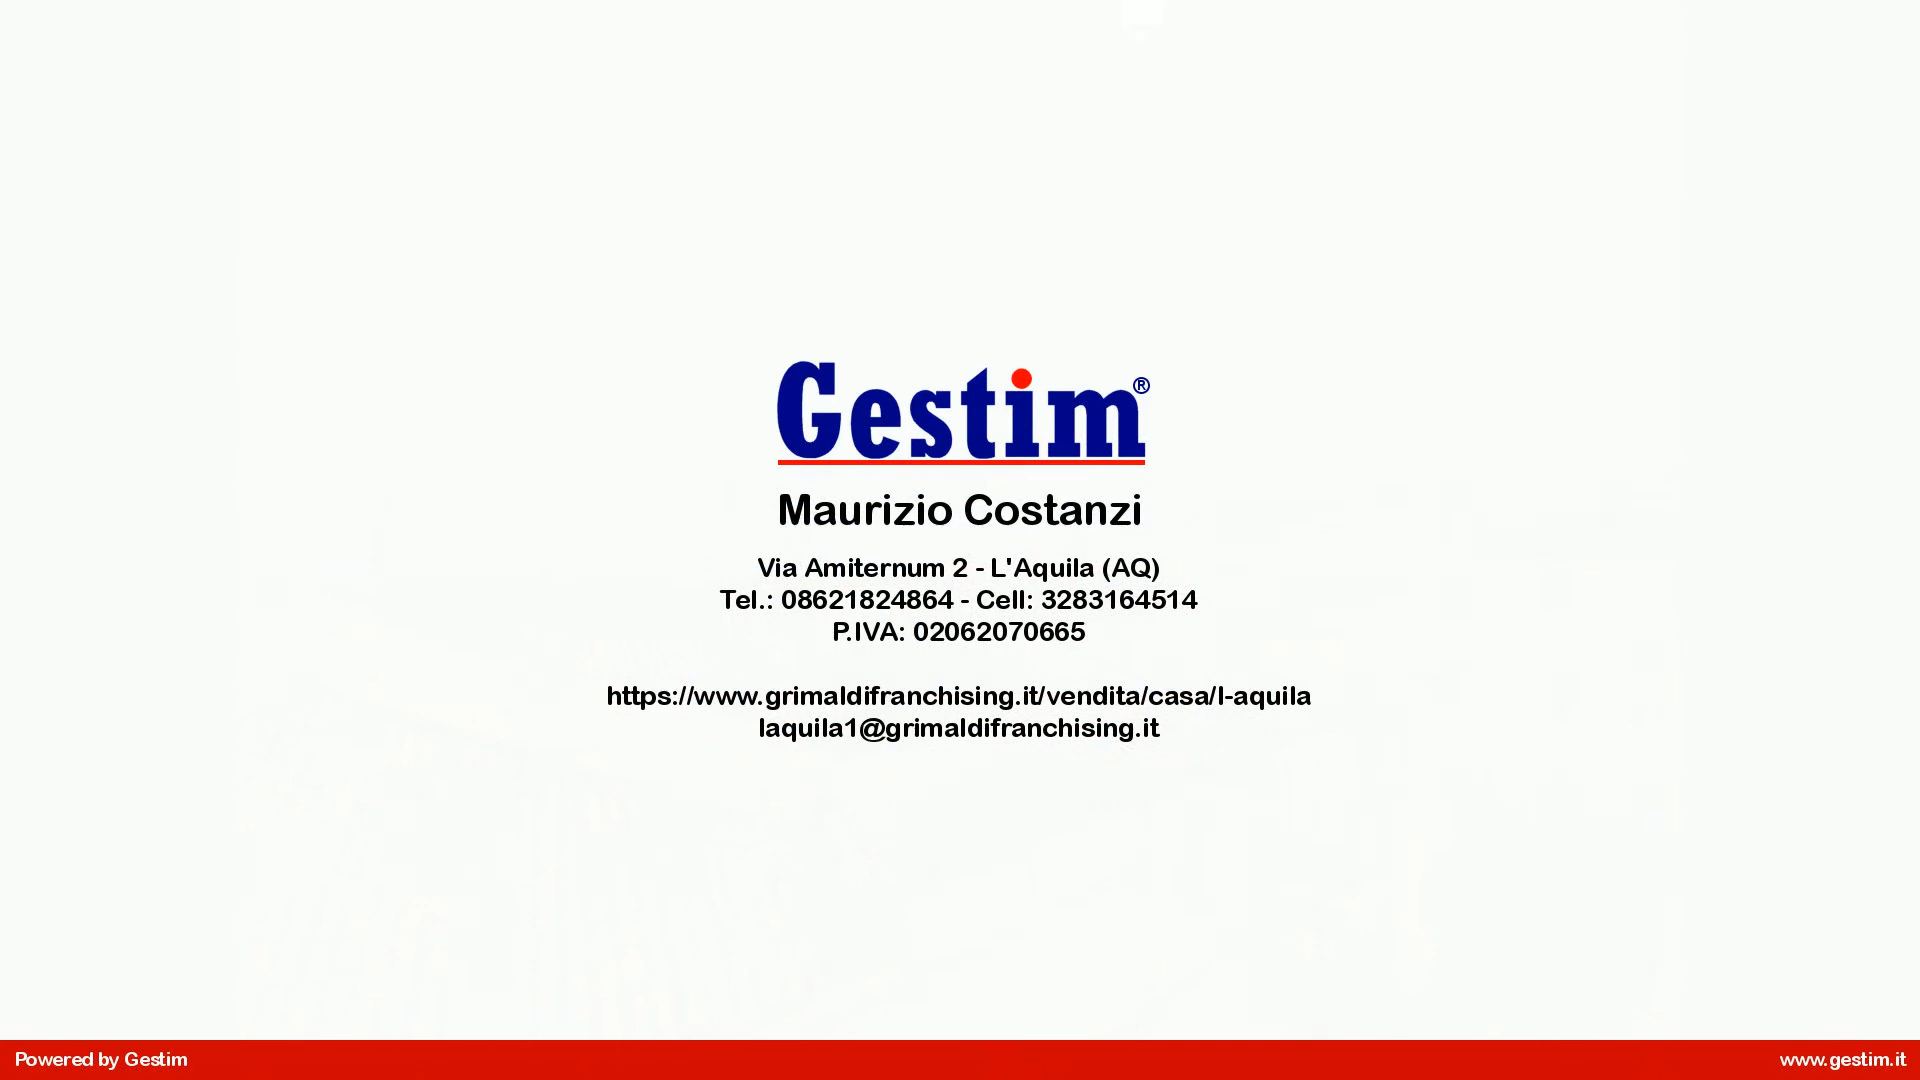 Gestim®
Maurizio Costanzi
Via Amiternum 2 - L'Aquila (AQ)
Tel.: 08621824864 - Cell: 3283164514
P.IVA: 02062070665
https://www.grimaldifranchising.it/vendita/casa/l-aquila
laquila1@grimaldifranchising.it
Powered by Gestim
www.gestim.it